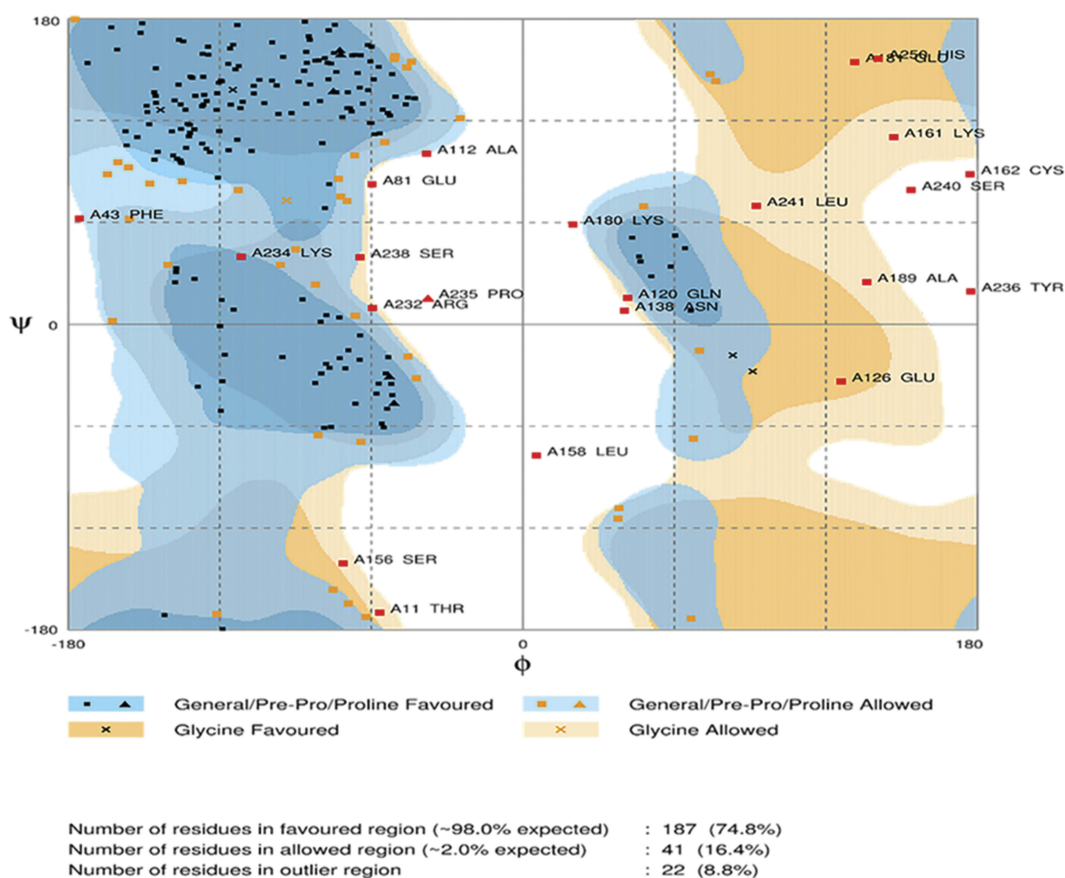 180
A250 HIS
A181 GLU
A161 LYS
A112 ALA
A162 CYS
A81 GLU
A240 SER
A241 LEU
A43 PHE
A180 LYS
A234 LYS
A238 SER
A189 ALA
A235 PRO
A120 GLN
A236 TYR
A232 ARG
A138 ASN
Ψ
0
A126 GLU
A158 LEU
A156 SER
A11 THR
-180
-180 0 180
ϕ
General/Pre-Pro/Proline Favoured General/Pre-Pro/Proline Allowed
Glycine Favoured Glycine Allowed
Number of residues in favoured region (~98.0% expected) : 187 (74.8%)
Number of residues in allowed region (~2.0% expected) : 41 (16.4%)
Number of residues in outlier region : 22 (8.8%)